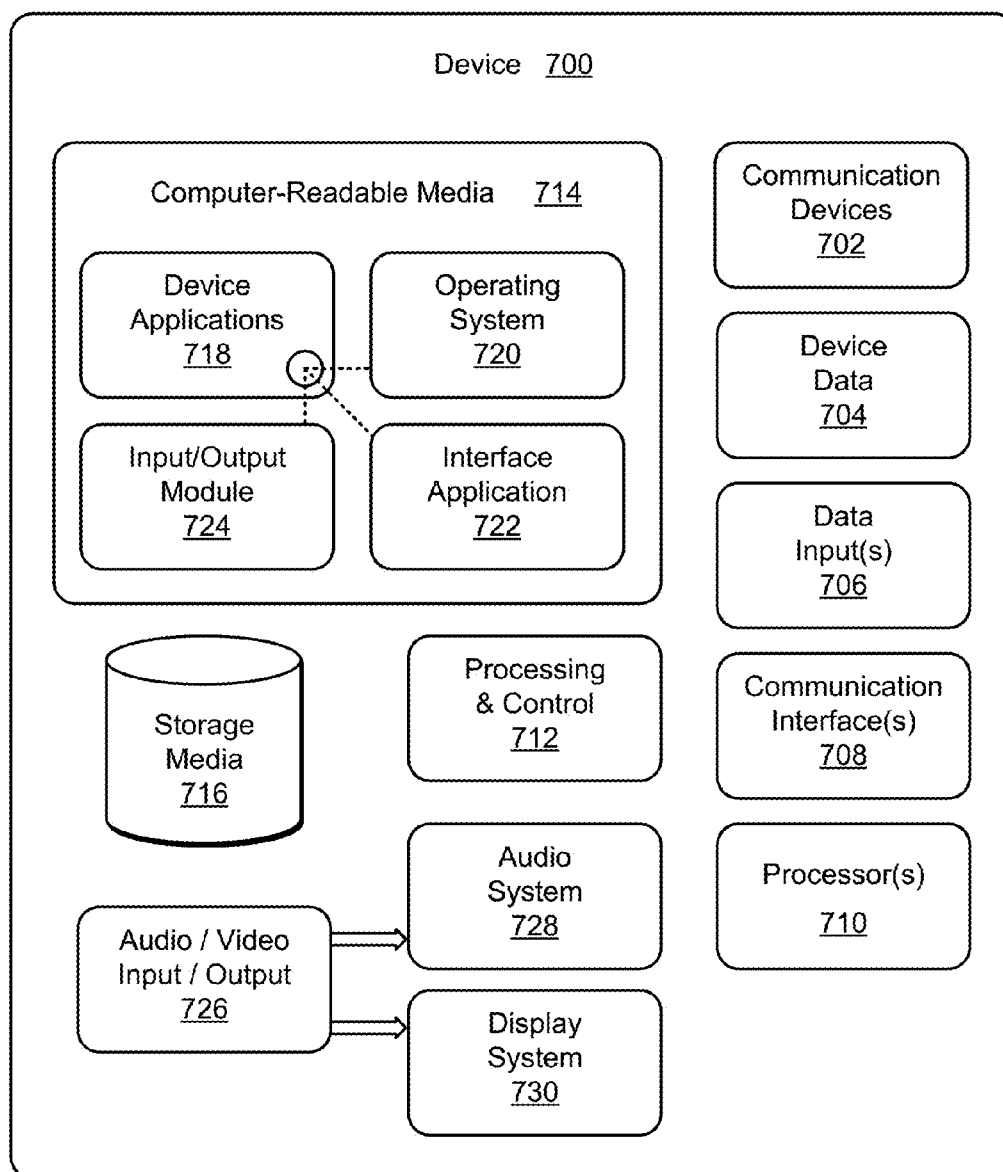 Device 700
Computer-Readable Media 714
Device
Applications
718
Operating
System
720
Input/Output
Module
724
Interface
Application
722
Storage
Media
716
Processing
& Control
712
Audio / Video
Input / Output
726
Audio
System
728
Display
System
730
Communication
Devices
702
Device
Data
704
Data
Input(s)
706
Communication
Interface(s)
708
Processor(s)
710